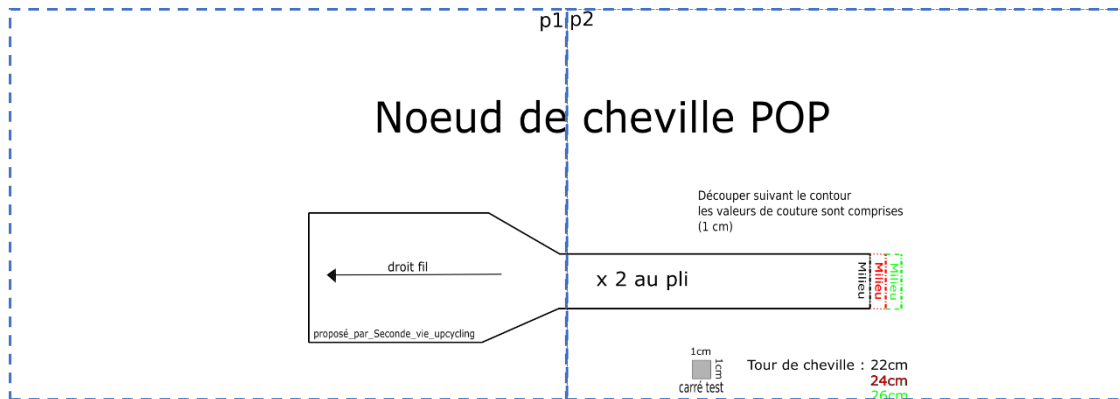 p1 p2
Noeud de cheville POP
Découper suivant le contour
les valeurs de couture sont comprises
(1 cm)
droit fil
x 2 au pli
Milieu
Milieu
Milieu
proposé_par_Seconde_vie_upcycling
1cm
1cm
carré test
Tour de cheville : 22cm
24cm
26cm